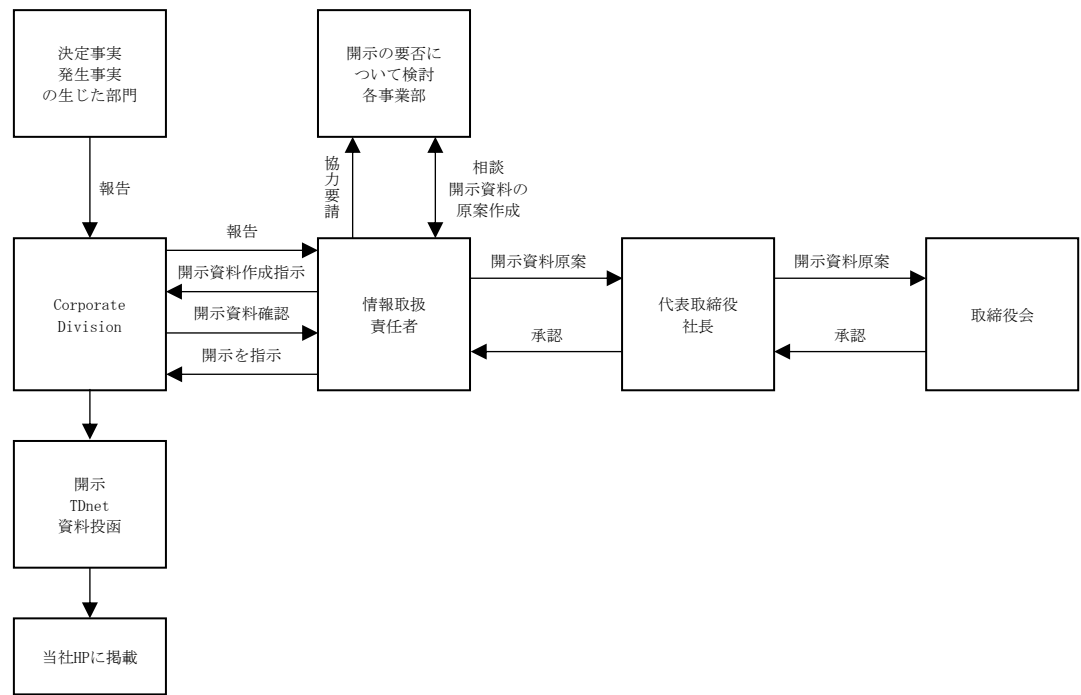 決定事実
発生事実
の生じた部門
開示の要否に
ついて検討
各事業部
報告
協力要請
相談
開示資料の
原案作成
Corporate
Division
報告
開示資料作成指示
開示資料確認
開示を指示
情報取扱
責任者
開示資料原案
承認
代表取締役
社長
開示資料原案
承認
取締役会
開示
TDnet
資料投函
当社HPに掲載